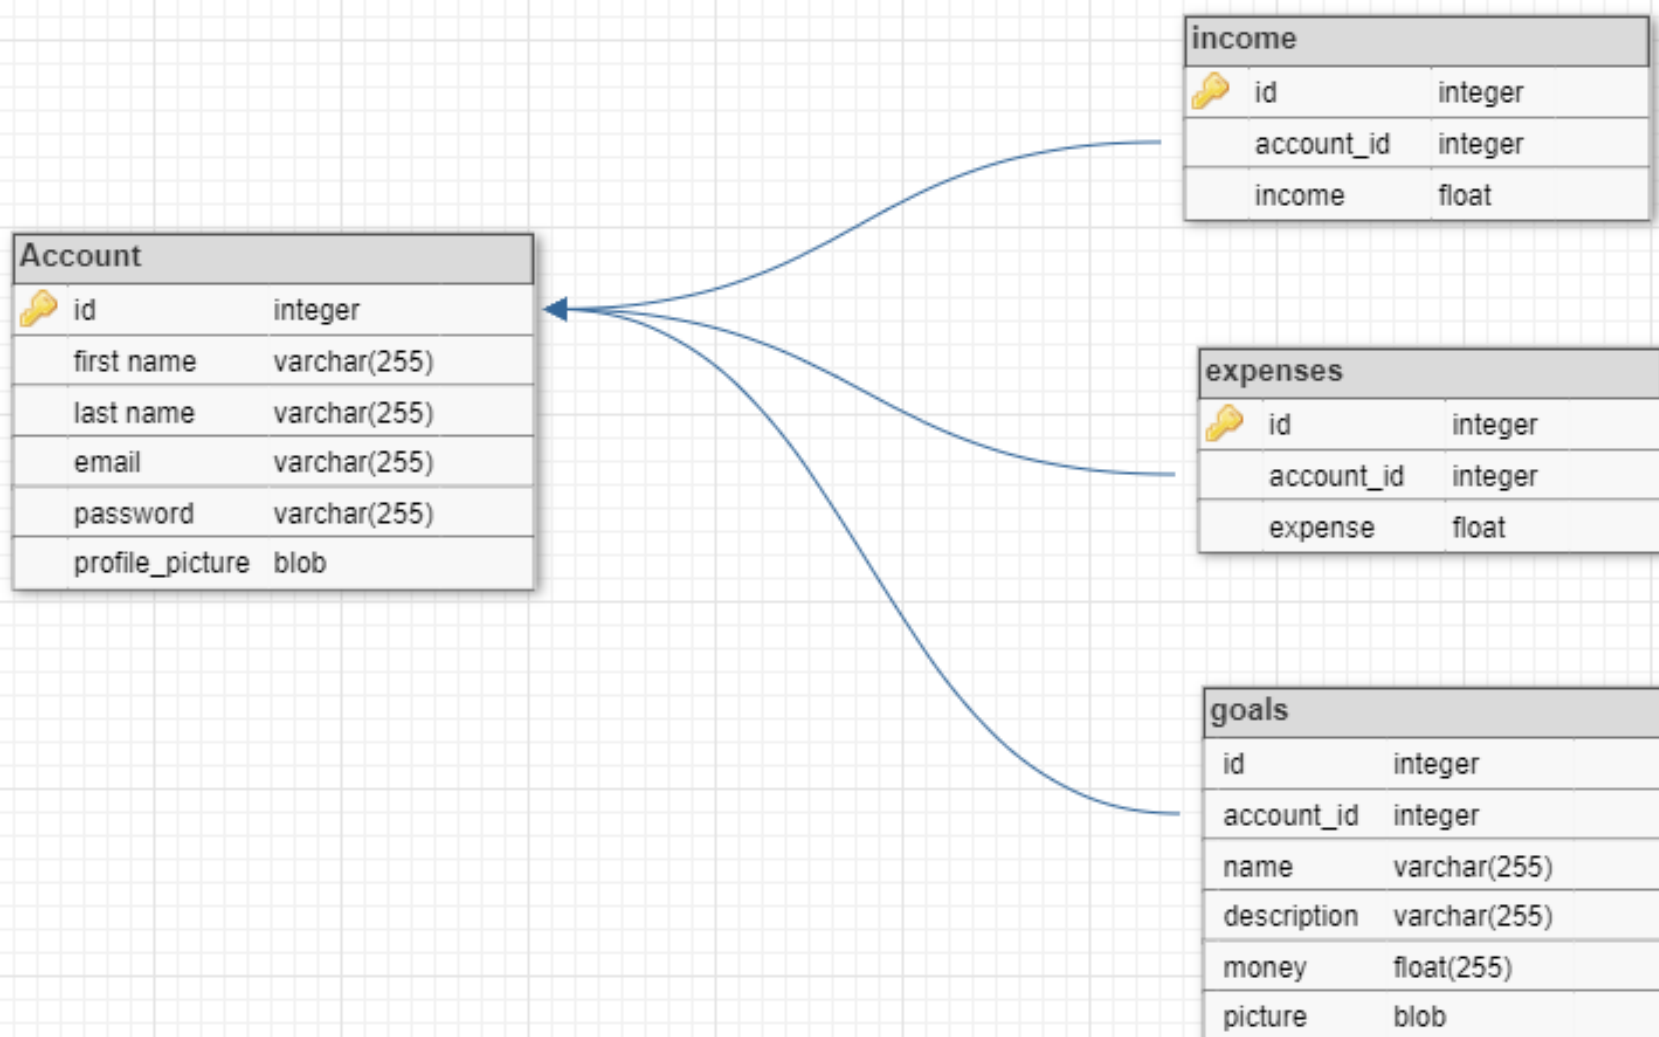 income
id integer
account_id integer
income float
Account
id integer
first name varchar(255)
last name varchar(255)
email varchar(255)
password varchar(255)
profile_picture blob
expenses
id integer
account_id integer
expense float
goals
id integer
account_id integer
name varchar(255)
description varchar(255)
money float(255)
picture blob